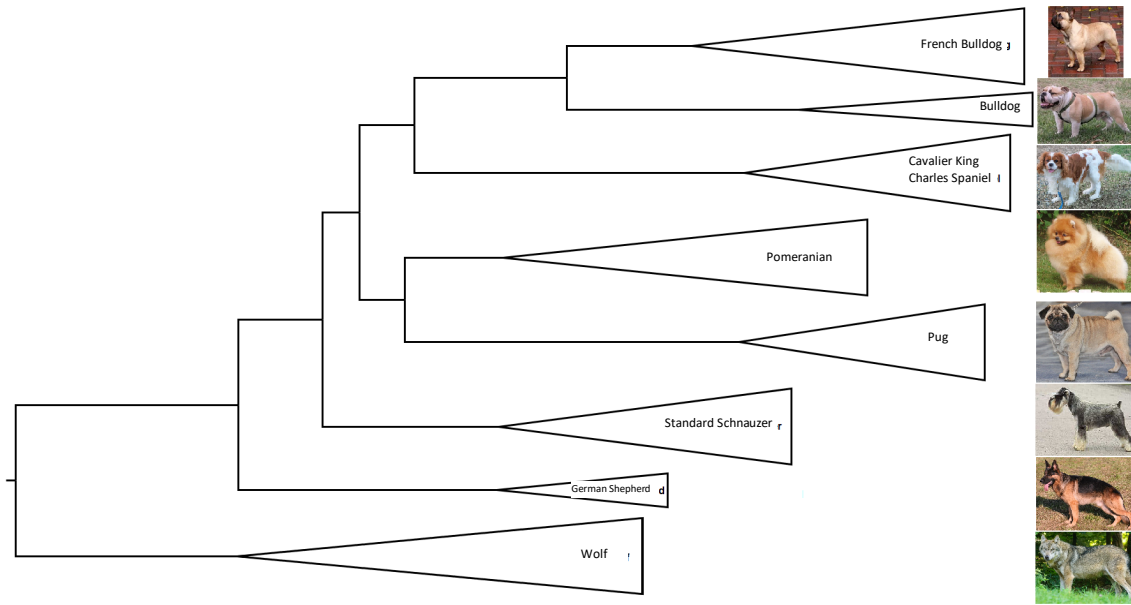 French Bulldog
Bulldog
Cavalier King
Charles Spaniel
Pomeranian
Pug
Standard Schnauzer r
German Shepherd d
Wolf